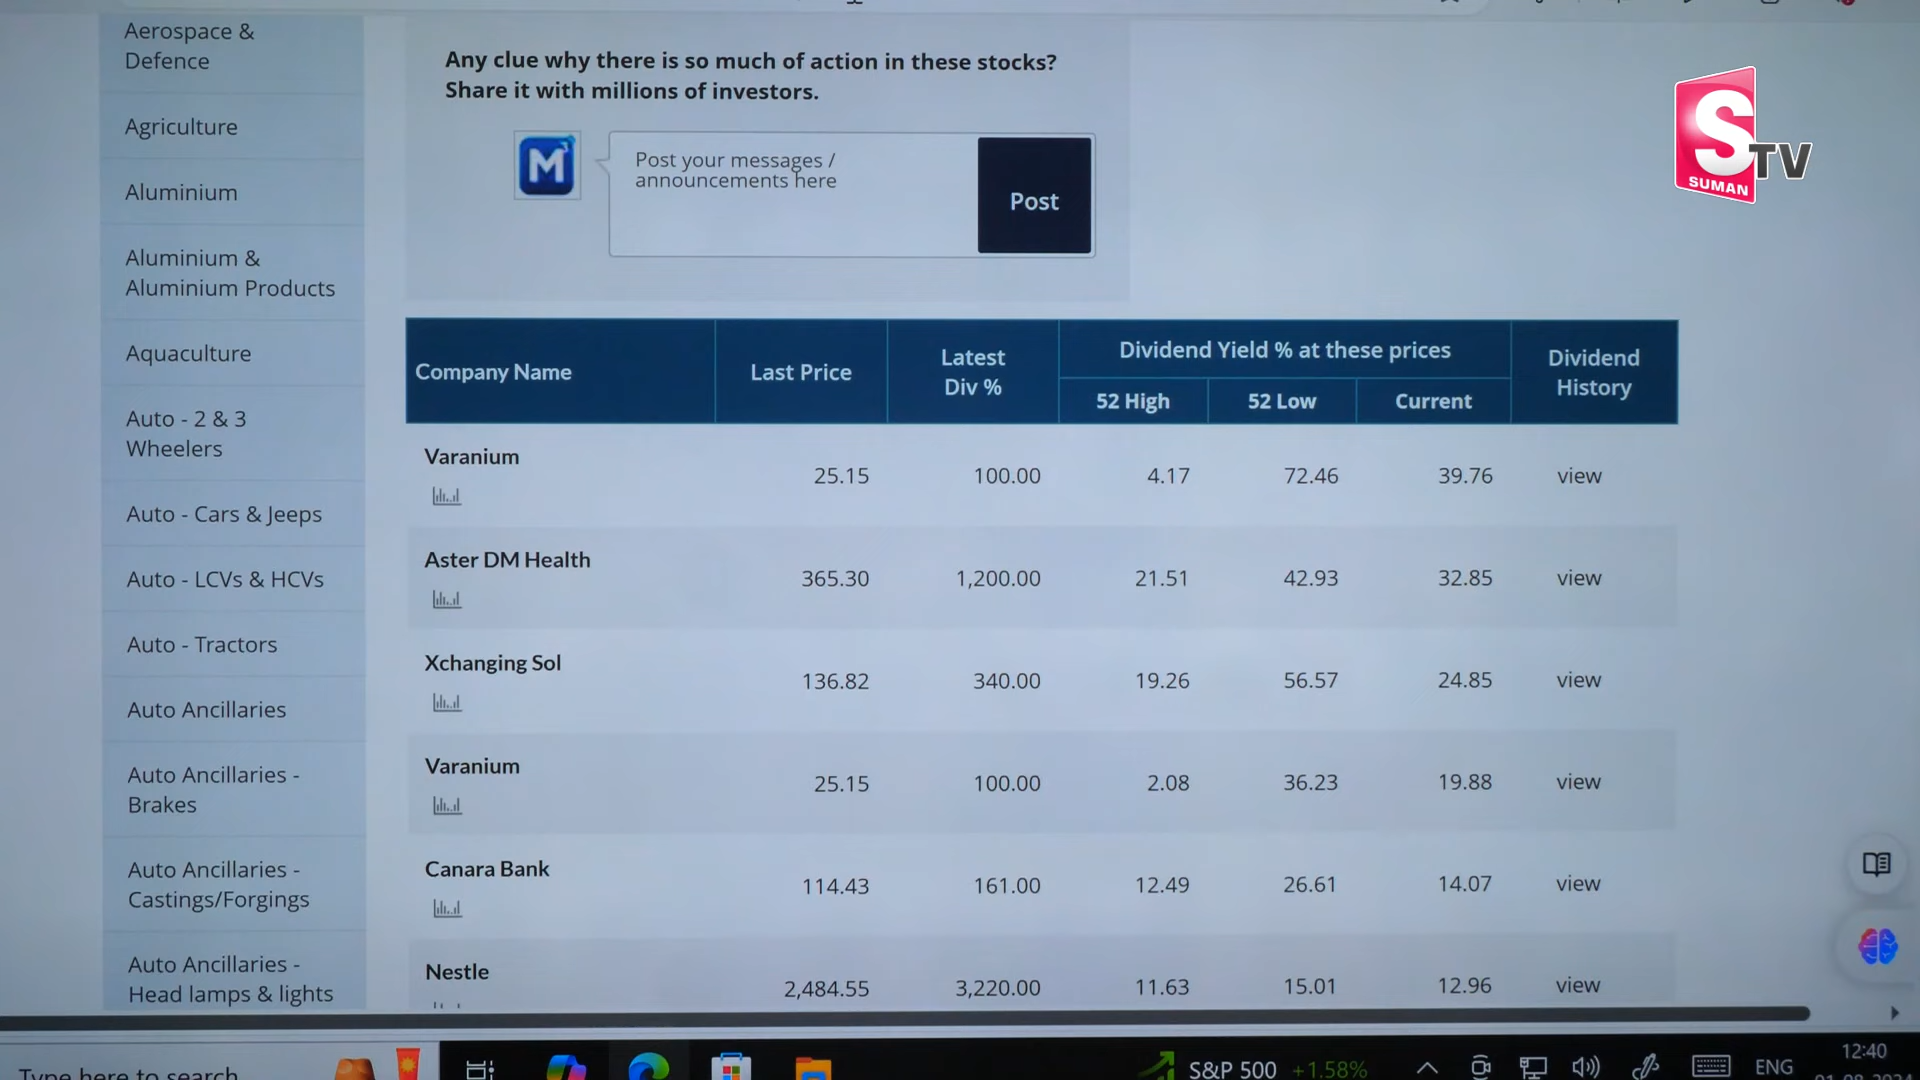 Aerospace &
Defence
Agriculture
Aluminium
Aluminium &
Aluminium Products
Aquaculture
Auto - 2 & 3
Wheelers
Auto - Cars & Jeeps
Auto - LCVs & HCVs
Auto - Tractors
Auto Ancillaries
Auto Ancillaries -
Brakes
Auto Ancillaries -
Castings/Forgings
Auto Ancillaries -
Head lamps & lights
Any clue why there is so much of action in these stocks?
Share it with millions of investors.
M
Post your messages /
announcements here
Post
S TV
SUMAN
Company Name Last Price Latest Div % Dividend Yield % at these prices Dividend History
52 High 52 Low Current
Varanium 25.15 100.00 4.17 72.46 39.76 view
Aster DM Health 365.30 1,200.00 21.51 42.93 32.85 view
Xchanging Sol 136.82 340.00 19.26 56.57 24.85 view
Varanium 25.15 100.00 2.08 36.23 19.88 view
Canara Bank 114.43 161.00 12.49 26.61 14.07 view
Nestle 2,484.55 3,220.00 11.63 15.01 12.96 view
Type here to search
S&P 500 +1.58%
ENG
12:40